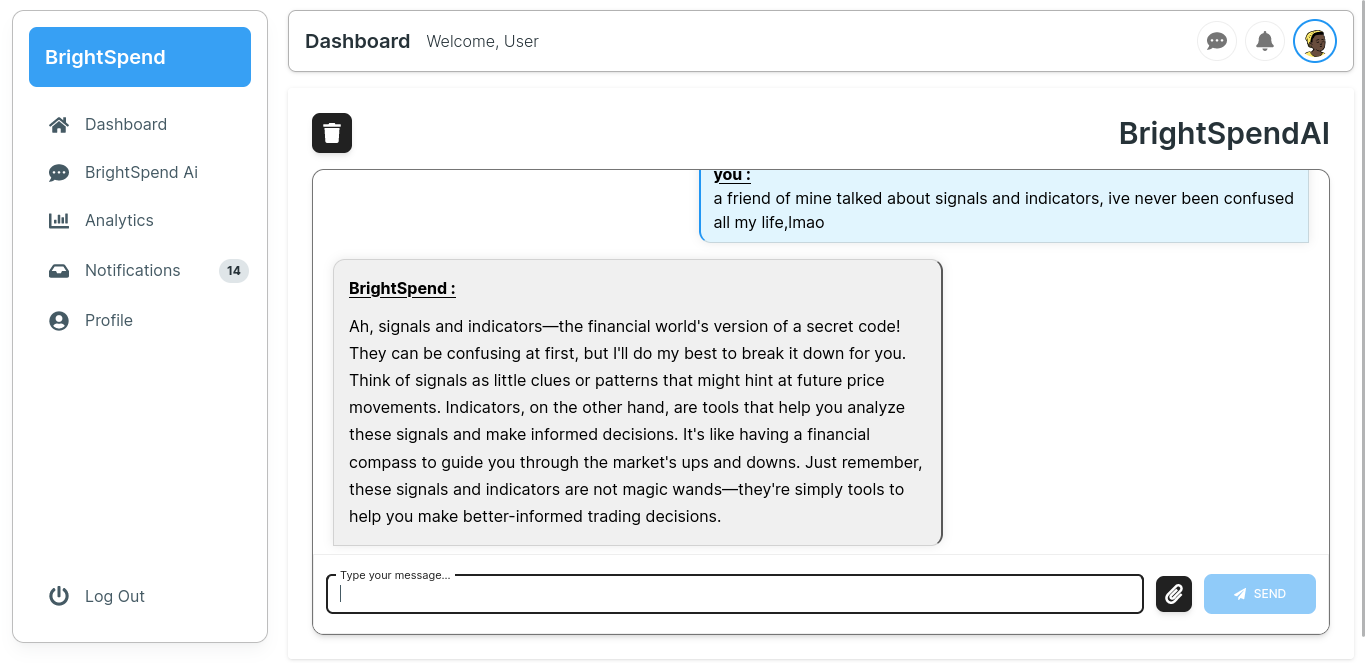 BrightSpend
Dashboard
BrightSpend Ai
Analytics
Notifications 14
Profile
Log Out
Dashboard Welcome, User
BrightSpendAI
you :
a friend of mine talked about signals and indicators, ive never been confused
all my life,lmao
BrightSpend :
Ah, signals and indicators—the financial world's version of a secret code!
They can be confusing at first, but I'll do my best to break it down for you.
Think of signals as little clues or patterns that might hint at future price
movements. Indicators, on the other hand, are tools that help you analyze
these signals and make informed decisions. It's like having a financial
compass to guide you through the market's ups and downs. Just remember,
these signals and indicators are not magic wands—they're simply tools to
help you make better-informed trading decisions.
Type your message...
SEND